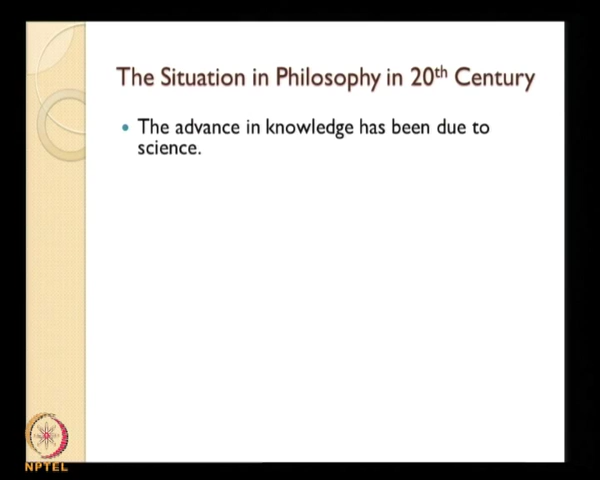 The Situation in Philosophy in 20th Century
• The advance in knowledge has been due to
science.
NPTEL